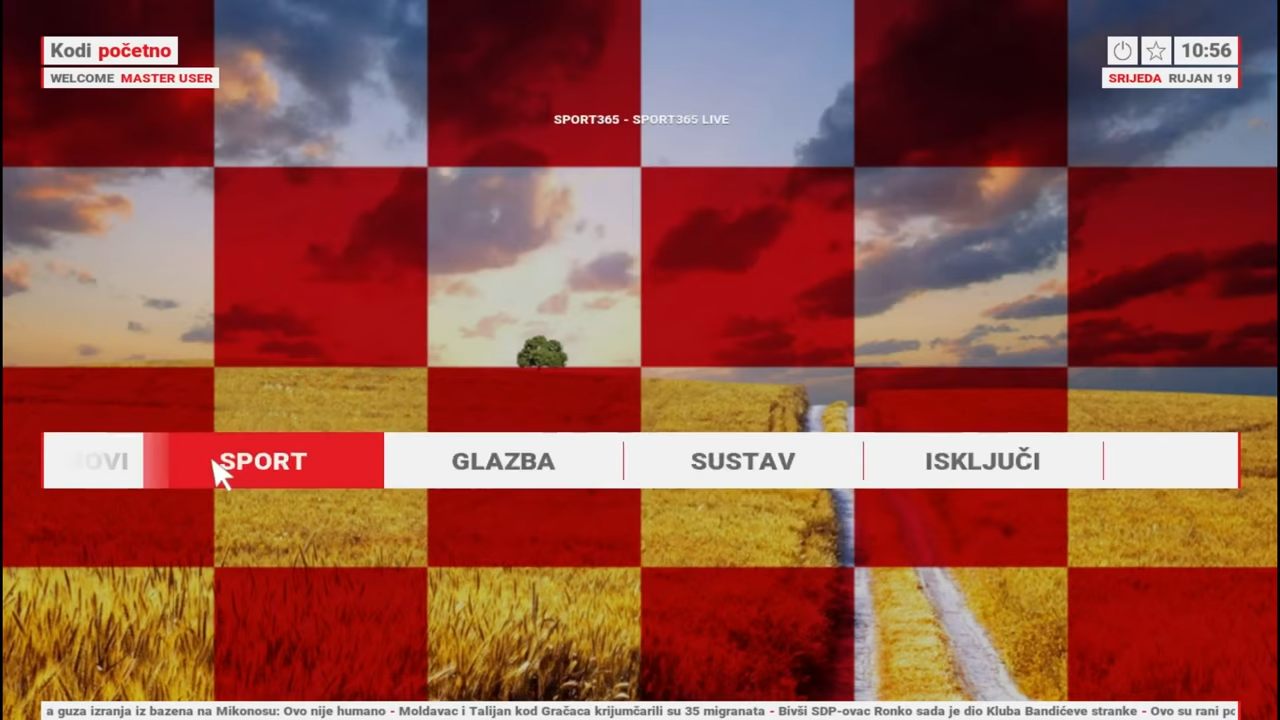 Kodi početno
WELCOME MASTER USER
10:56
SRIJEDA RUJAN 19
SPORT365 - SPORT365 LIVE
SPORT
GLAZBA
SUSTAV
ISKLJUČI
a guza izranja iz bazena na Mikonosu: Ovo nije humano - Moldavac i Talijan kod Gračaca krijumčarili su 35 migranata - Bivši SDP-ovac Ronko sada je dio Kluba Bandićeve stranke - Ovo su rani